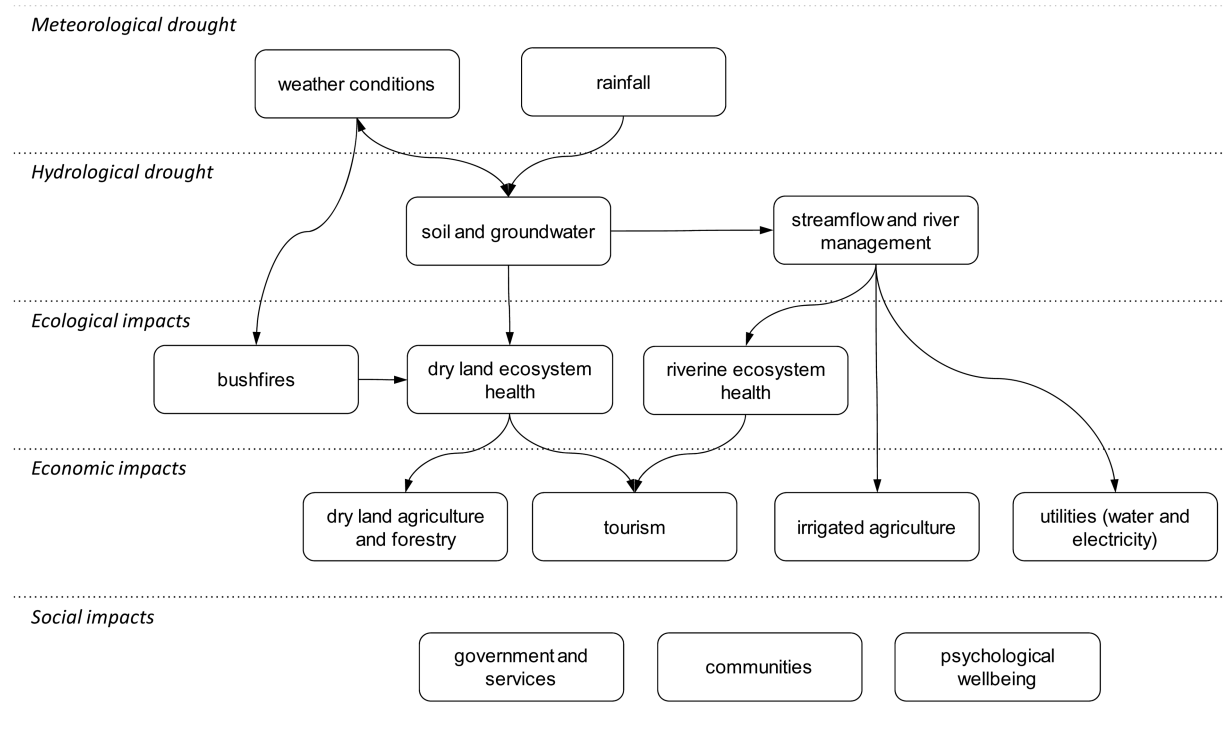 Meteorological drought
weather conditions
rainfall
Hydrological drought
soil and groundwater
streamflow and river
management
Ecological impacts
bushfires
dry land ecosystem
health
riverine ecosystem
health
Economic impacts
dry land agriculture
and forestry
tourism
irrigated agriculture
utilities (water and
electricity)
Social impacts
government and
services
communities
psychological
wellbeing